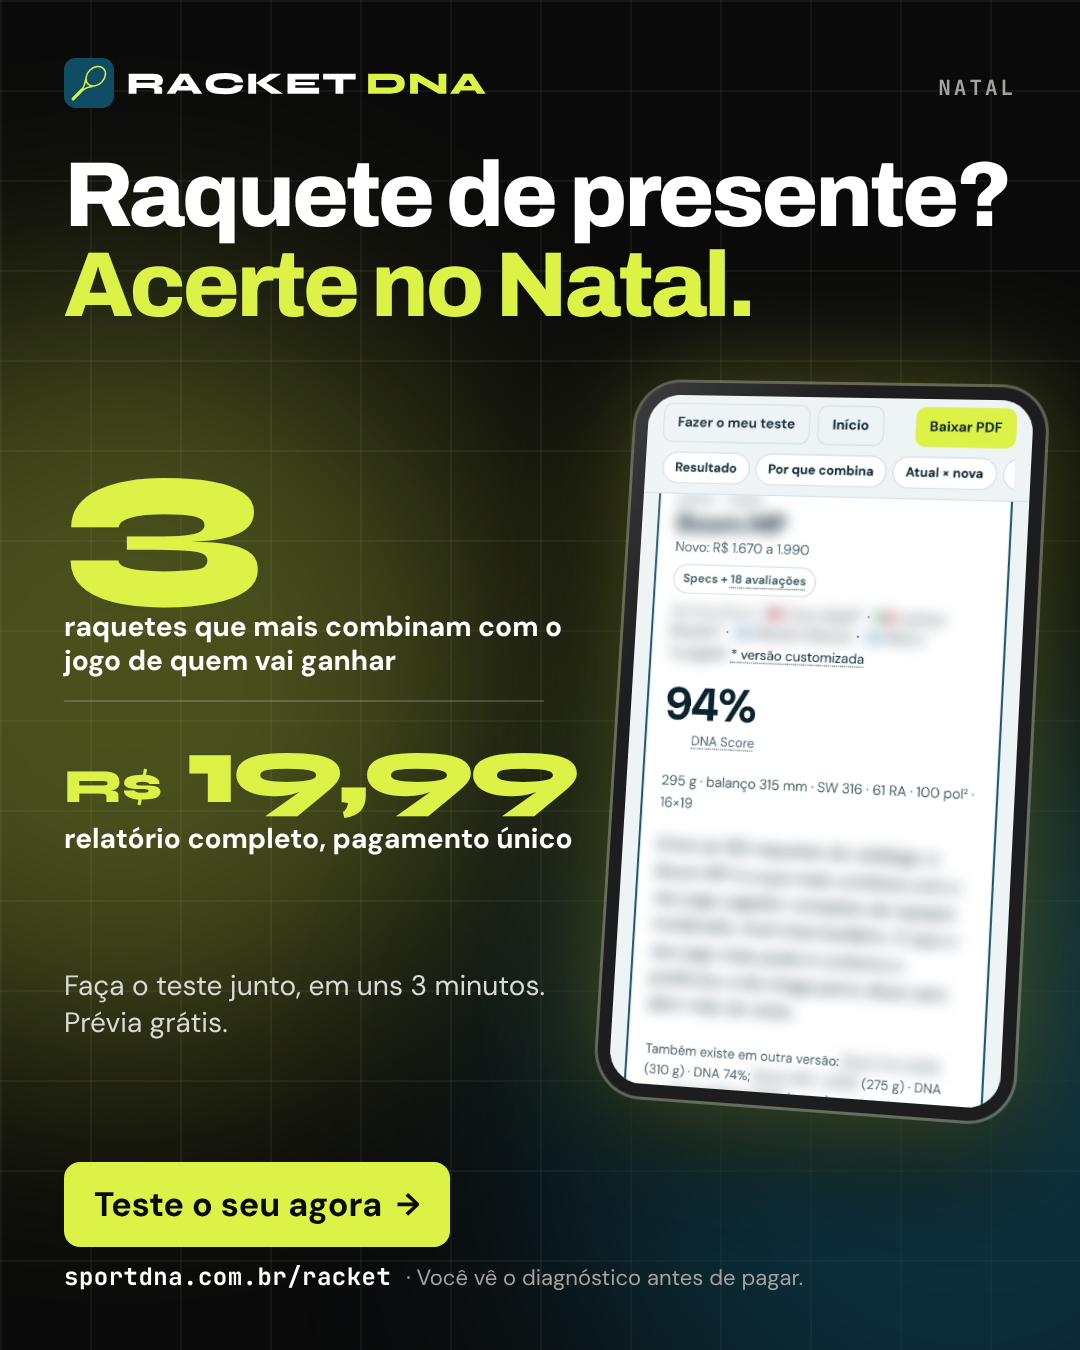 RACKET DNA
NATAL
Raquete de presente?
Acerte no Natal.
3
raquetes que mais combinam com o
jogo de quem vai ganhar
R$ 19,99
relatório completo, pagamento único
Faça o teste junto, em uns 3 minutos.
Prévia grátis.
Teste o seu agora →
sportdna.com.br/racket · Você vê o diagnóstico antes de pagar.
Fazer o meu teste
Início
Baixar PDF
Resultado
Por que combina
Atual × nova
Novo: R$ 1.670 a 1.990
Specs + 18 avaliações
* versão customizada
94%
DNA Score
295 g · balanço 315 mm · SW 316 · 61 RA · 100 pol² ·
16×19
Também existe em outra versão:
(310 g) · DNA 74%; (275 g) · DNA